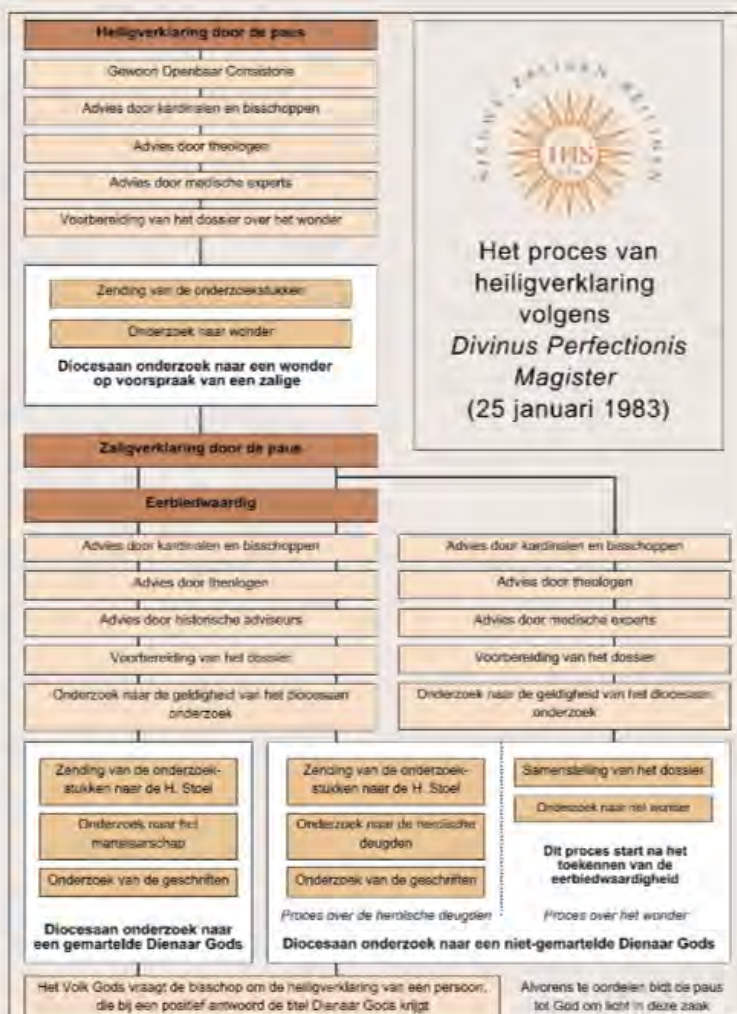 Heiligverklaring door de paus
Gewoon Openbaar Consistorie
Advies door kardinalen en bisschoppen
Advies door theologen
Advies door medische experts
Voorbereiding van het dossier over het wonder
Zending van de onderzoekstukken
Onderzoek naar wonder
Diocesaan onderzoek naar een wonder
op voorspraak van een zalige
NIEUWE ZALIGEN HEILIGEN
IHS
Het proces van
heiligverklaring
volgens
Divinus Perfectionis
Magister
(25 januari 1983)
Zaligverklaring door de paus
Eerbiedwaardig
Advies door kardinalen en bisschoppen
Advies door theologen
Advies door historische adviseurs
Voorbereiding van het dossier
Onderzoek naar de geldigheid van het diocesaan
onderzoek
Advies door kardinalen en bisschoppen
Advies door theologen
Advies door medische experts
Voorbereiding van het dossier
Onderzoek naar de geldigheid van het diocesaan
onderzoek
Zending van de onderzoek-
stukken naar de H. Stoel
Onderzoek naar het
martelaarschap
Onderzoek van de geschriften
Diocesaan onderzoek naar
een gemartelde Dienaar Gods
Zending van de onderzoek-
stukken naar de H. Stoel
Onderzoek naar de heroïsche
deugden
Onderzoek van de geschriften
Proces over de heroïsche deugden
Samenstelling van het dossier
Onderzoek naar het wonder
Dit proces start na het
toekennen van de
eerbiedwaardigheid
Proces over het wonder
Diocesaan onderzoek naar een niet-gemartelde Dienaar Gods
Het Volk Gods vraagt de bisschop om de heiligverklaring van een persoon,
die bij een positief antwoord de titel Dienaar Gods krijgt
Alvorens te oordelen bidt de paus
tot God om licht in deze zaak